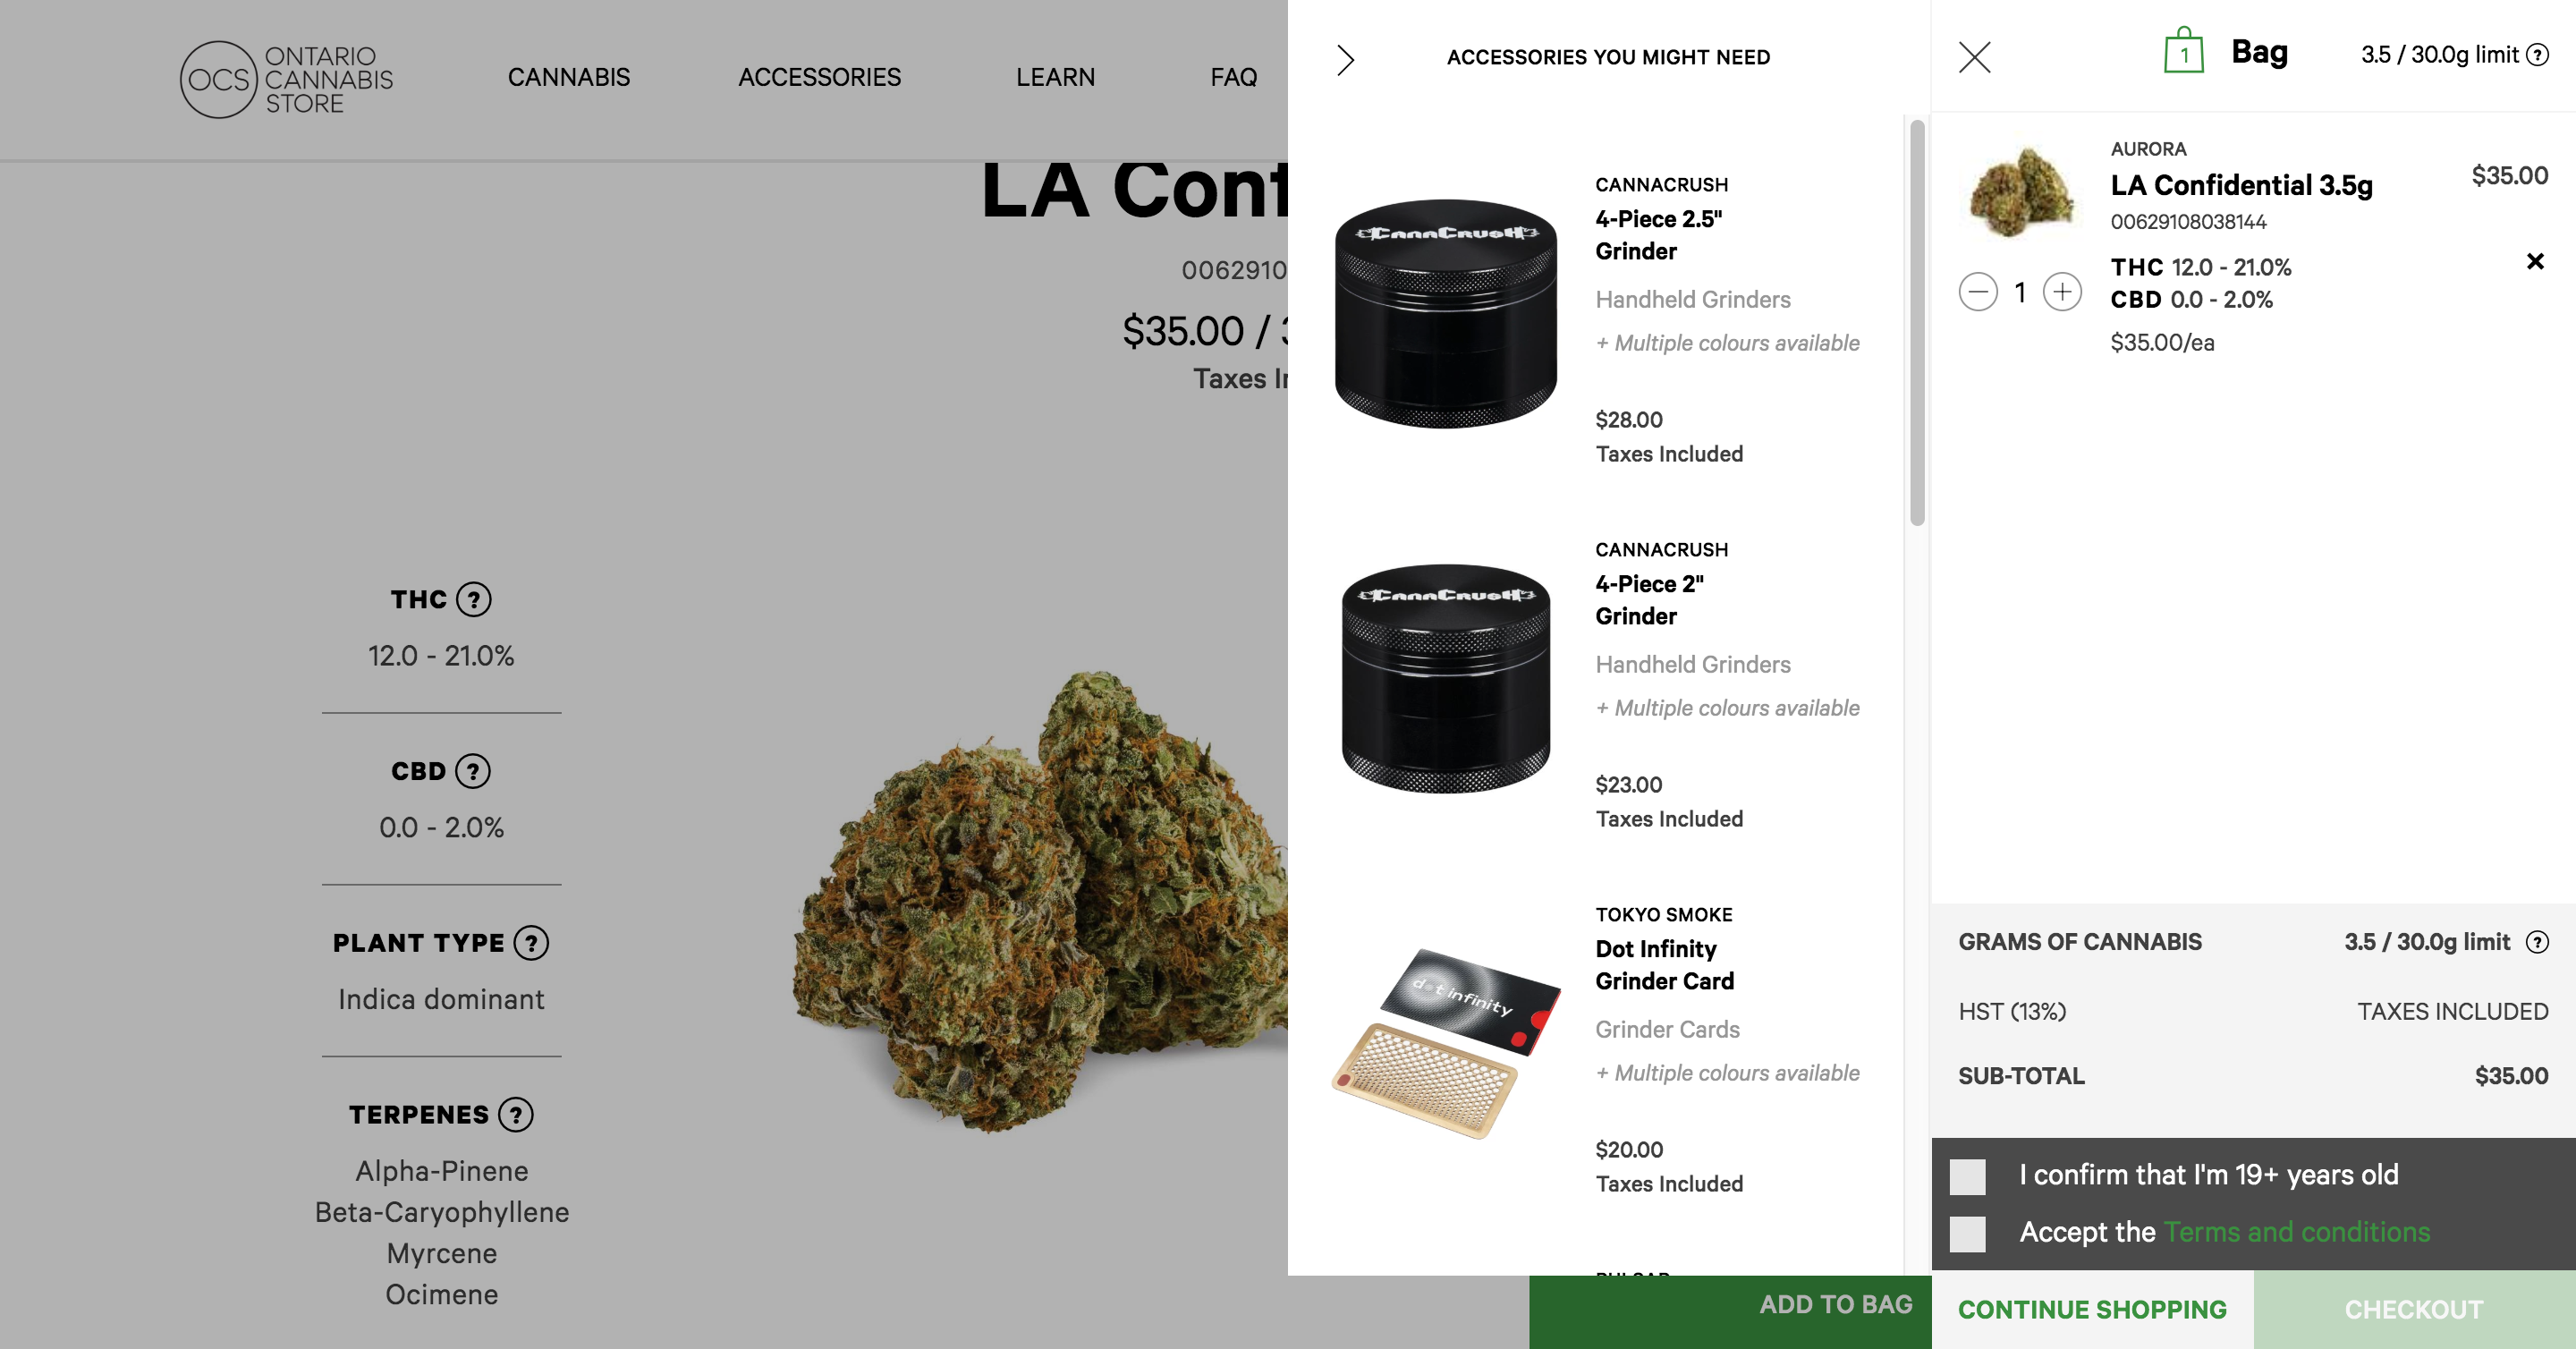 OCS
ONTARIO
CANNABIS
STORE
CANNABIS
ACCESSORIES
LEARN
FAQ
LA Conf
0062910
$35.00 /
Taxes
THC ?
12.0 - 21.0%
CBD ?
0.0 - 2.0%
PLANT TYPE ?
Indica dominant
TERPENES ?
Alpha-Pinene
Beta-Caryophyllene
Myrcene
Ocimene
ADD TO BAG
ACCESSORIES YOU MIGHT NEED
CannaCrush
CANNACRUSH
4-Piece 2.5"
Grinder
Handheld Grinders
+ Multiple colours available
$28.00
Taxes Included
CannaCrush
CANNACRUSH
4-Piece 2"
Grinder
Handheld Grinders
+ Multiple colours available
$23.00
Taxes Included
dot infinity
TOKYO SMOKE
Dot Infinity
Grinder Card
Grinder Cards
+ Multiple colours available
$20.00
Taxes Included
1 Bag
3.5 / 30.0g limit ?
AURORA
LA Confidential 3.5g
$35.00
00629108038144
THC 12.0 - 21.0%
CBD 0.0 - 2.0%
1
$35.00/ea
GRAMS OF CANNABIS 3.5 / 30.0g limit ?
HST (13%) TAXES INCLUDED
SUB-TOTAL $35.00
I confirm that I'm 19+ years old
Accept the Terms and conditions
CONTINUE SHOPPING
CHECKOUT